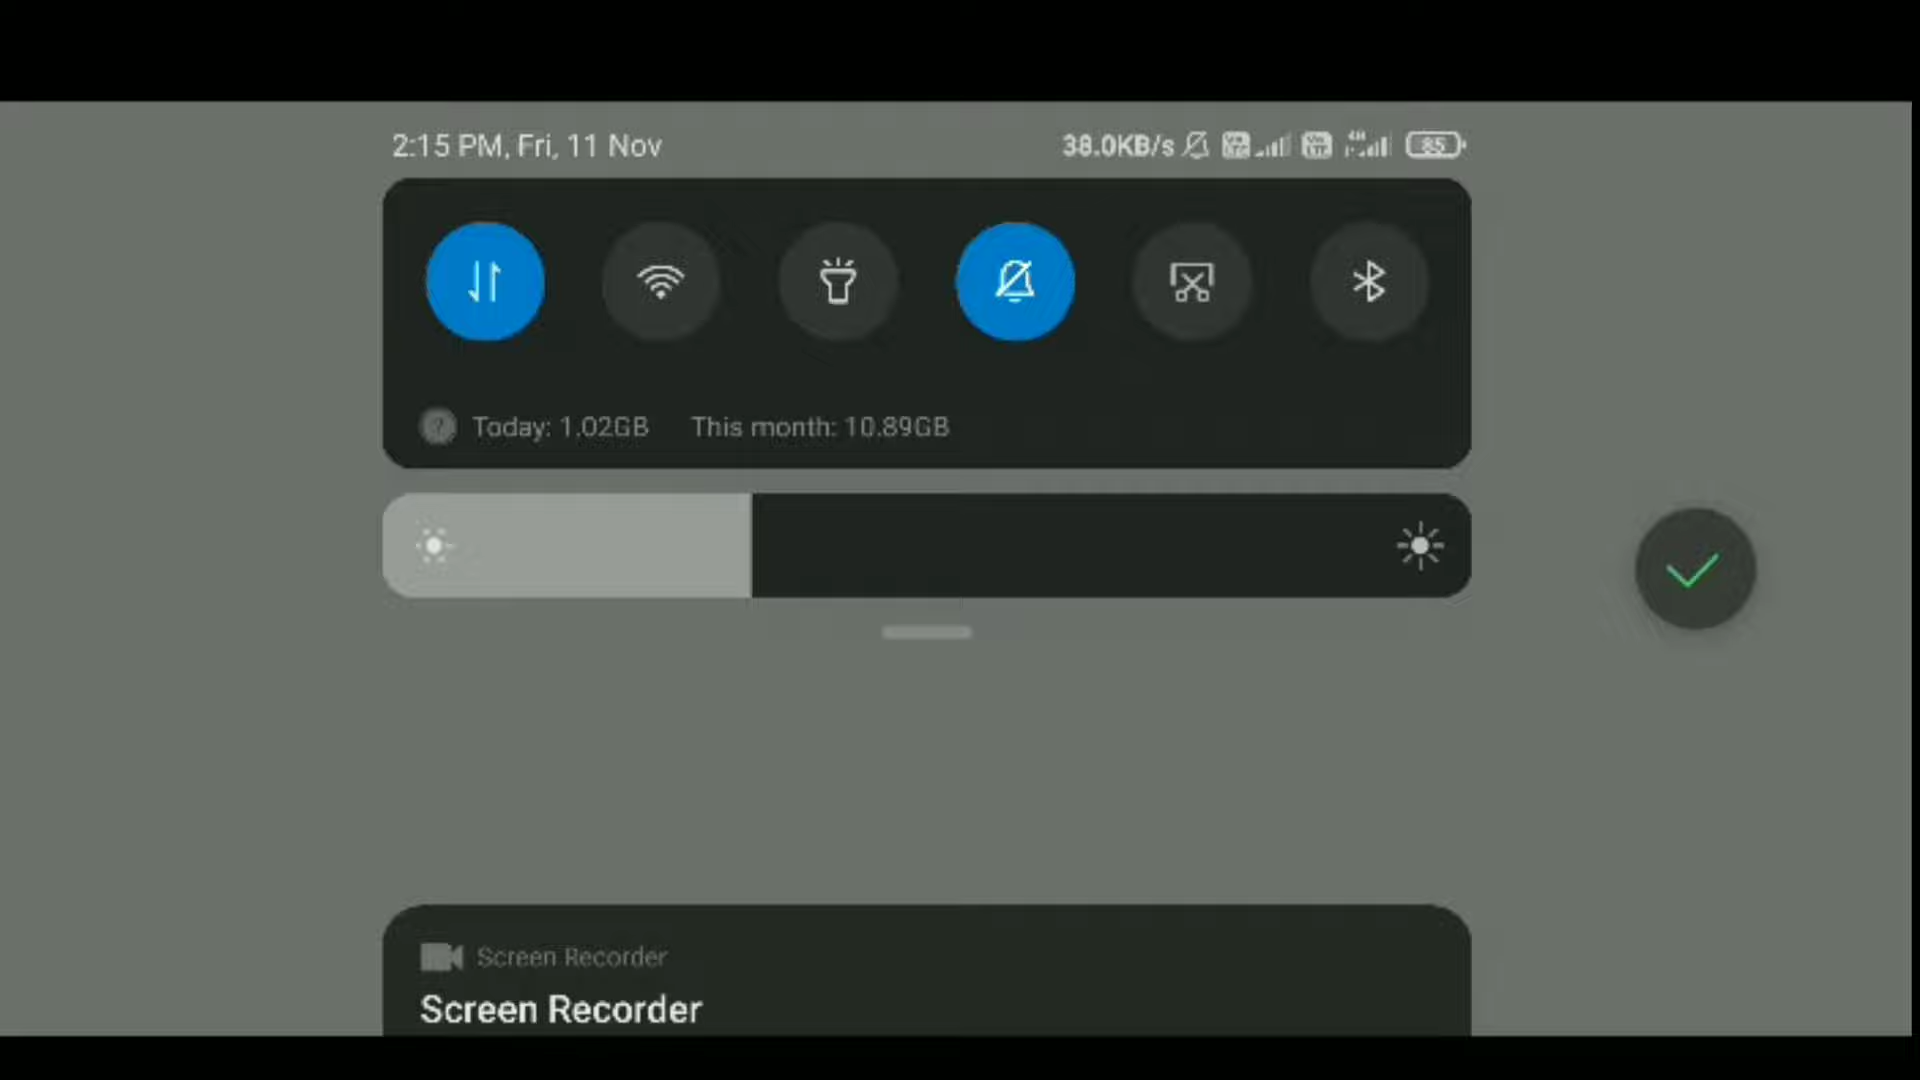 2:15 PM, Fri, 11 Nov
38.0KB/s 85
Today: 1.02GB This month: 10.89GB
Screen Recorder
Screen Recorder